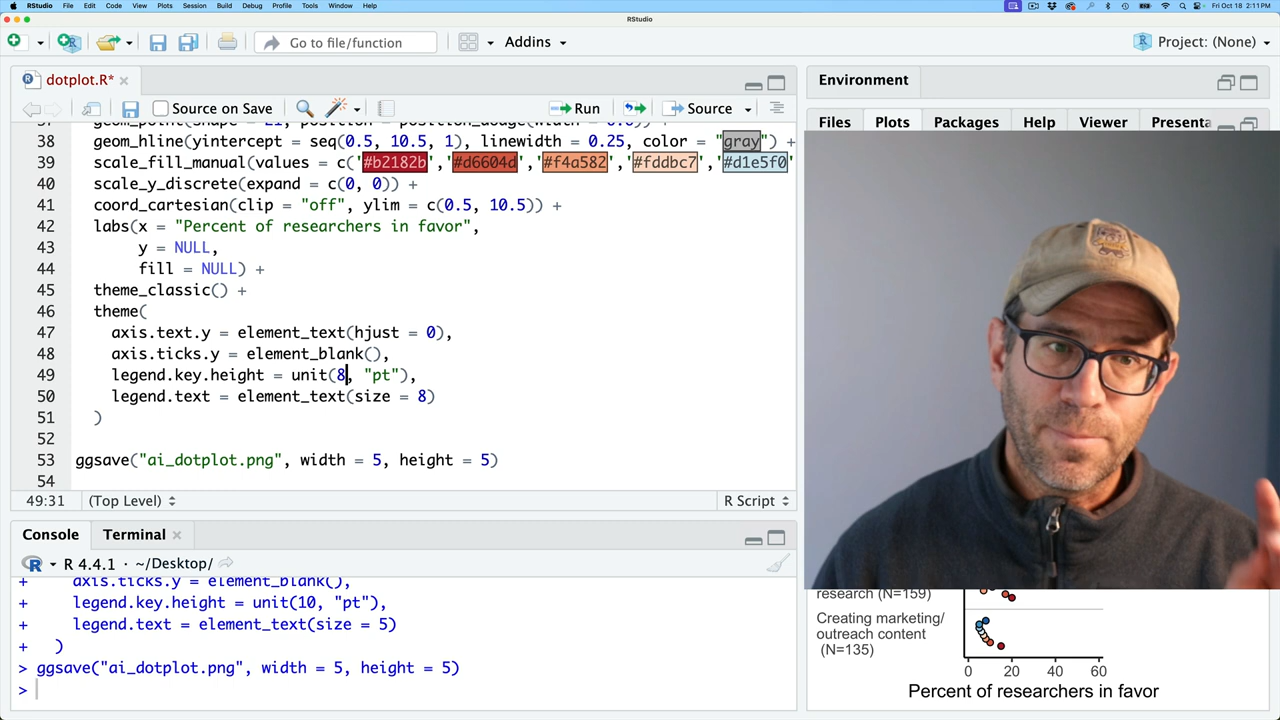 RStudio File Edit Code View Plots Session Build Debug Profile Tools Window Help Fri Oct 18 2:11PM
RStudio
Go to file/function Addins Project: (None)
dotplot.R* Environment
Source on Save Run Source Files Plots Packages Help Viewer Presenta
38 geom_hline(yintercept = seq(0.5, 10.5, 1), linewidth = 0.25, color = "gray") +
39 scale_fill_manual(values = c('#b2182b','#d6604d','#f4a582','#fddbc7','#d1e5f0'
40 scale_y_discrete(expand = c(0, 0)) +
41 coord_cartesian(clip = "off", ylim = c(0.5, 10.5)) +
42 labs(x = "Percent of researchers in favor",
43 y = NULL,
44 fill = NULL) +
45 theme_classic() +
46 theme(
47 axis.text.y = element_text(hjust = 0),
48 axis.ticks.y = element_blank(),
49 legend.key.height = unit(8, "pt"),
50 legend.text = element_text(size = 8)
51 )
52
53 ggsave("ai_dotplot.png", width = 5, height = 5)
54
49:31 (Top Level) R Script
Console Terminal
R 4.4.1 · ~/Desktop/
+ axis.ticks.y = element_blank(),
+ legend.key.height = unit(10, "pt"),
+ legend.text = element_text(size = 5)
+ )
> ggsave("ai_dotplot.png", width = 5, height = 5)
>
research (N=159)
Creating marketing/
outreach content
(N=135)
0 20 40 60
Percent of researchers in favor